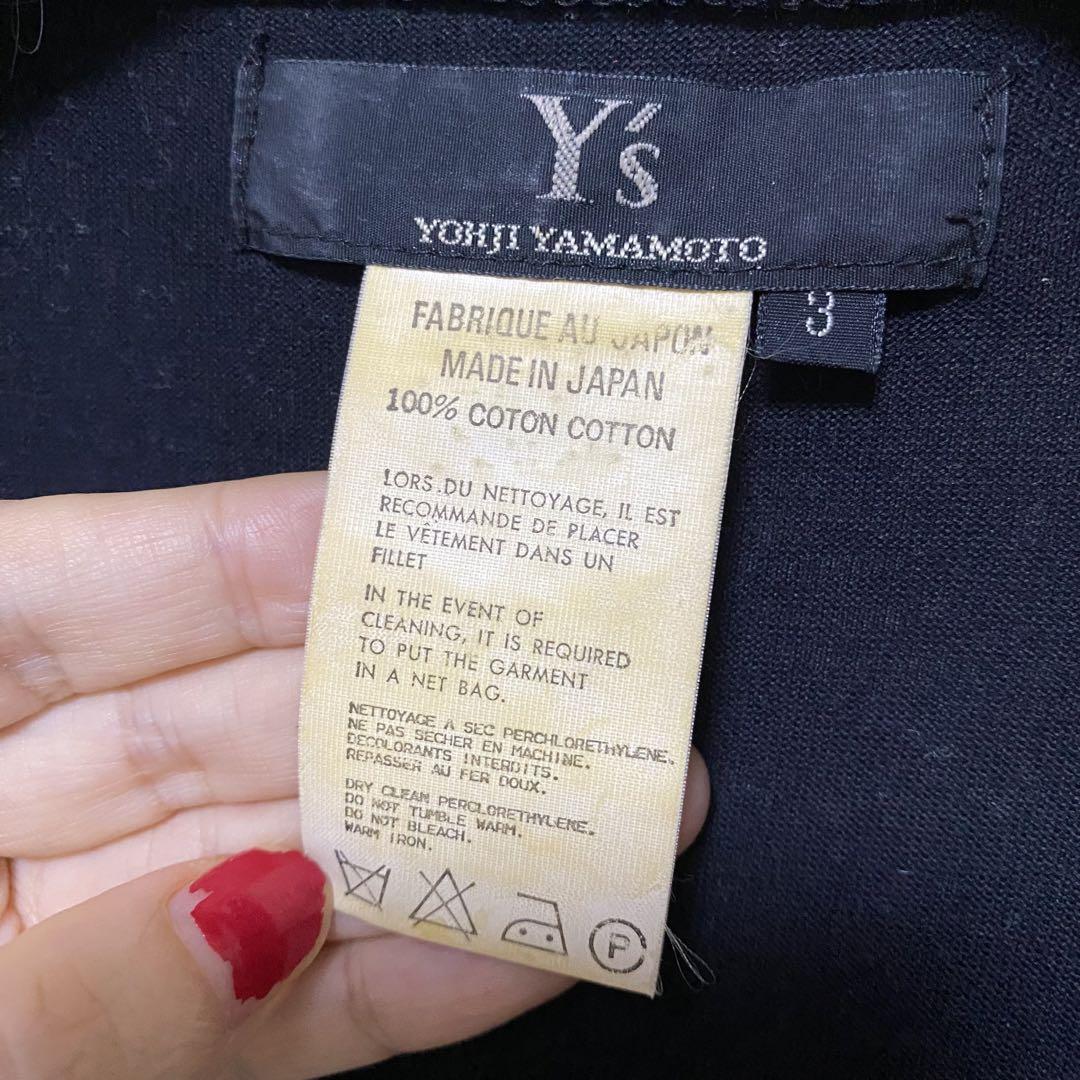 Y's
YOHJI YAMAMOTO
3
FABRIQUE AU JAPON
MADE IN JAPAN
100% COTON COTTON
LORS.DU NETTOYAGE, IL EST
RECOMMANDE DE PLACER
LE VÊTEMENT DANS UN
FILLET
IN THE EVENT OF
CLEANING, IT IS REQUIRED
TO PUT THE GARMENT
IN A NET BAG.
NETTOYAGE A SEC PERCHLORETHYLENE.
NE PAS SECHER EN MACHINE.
DECOLORANTS INTERDITS.
REPASSER AU FER DOUX.
DRY CLEAN PERCLORETHYLENE.
DO NOT TUMBLE WARM.
DO NOT BLEACH.
WARM IRON.
P